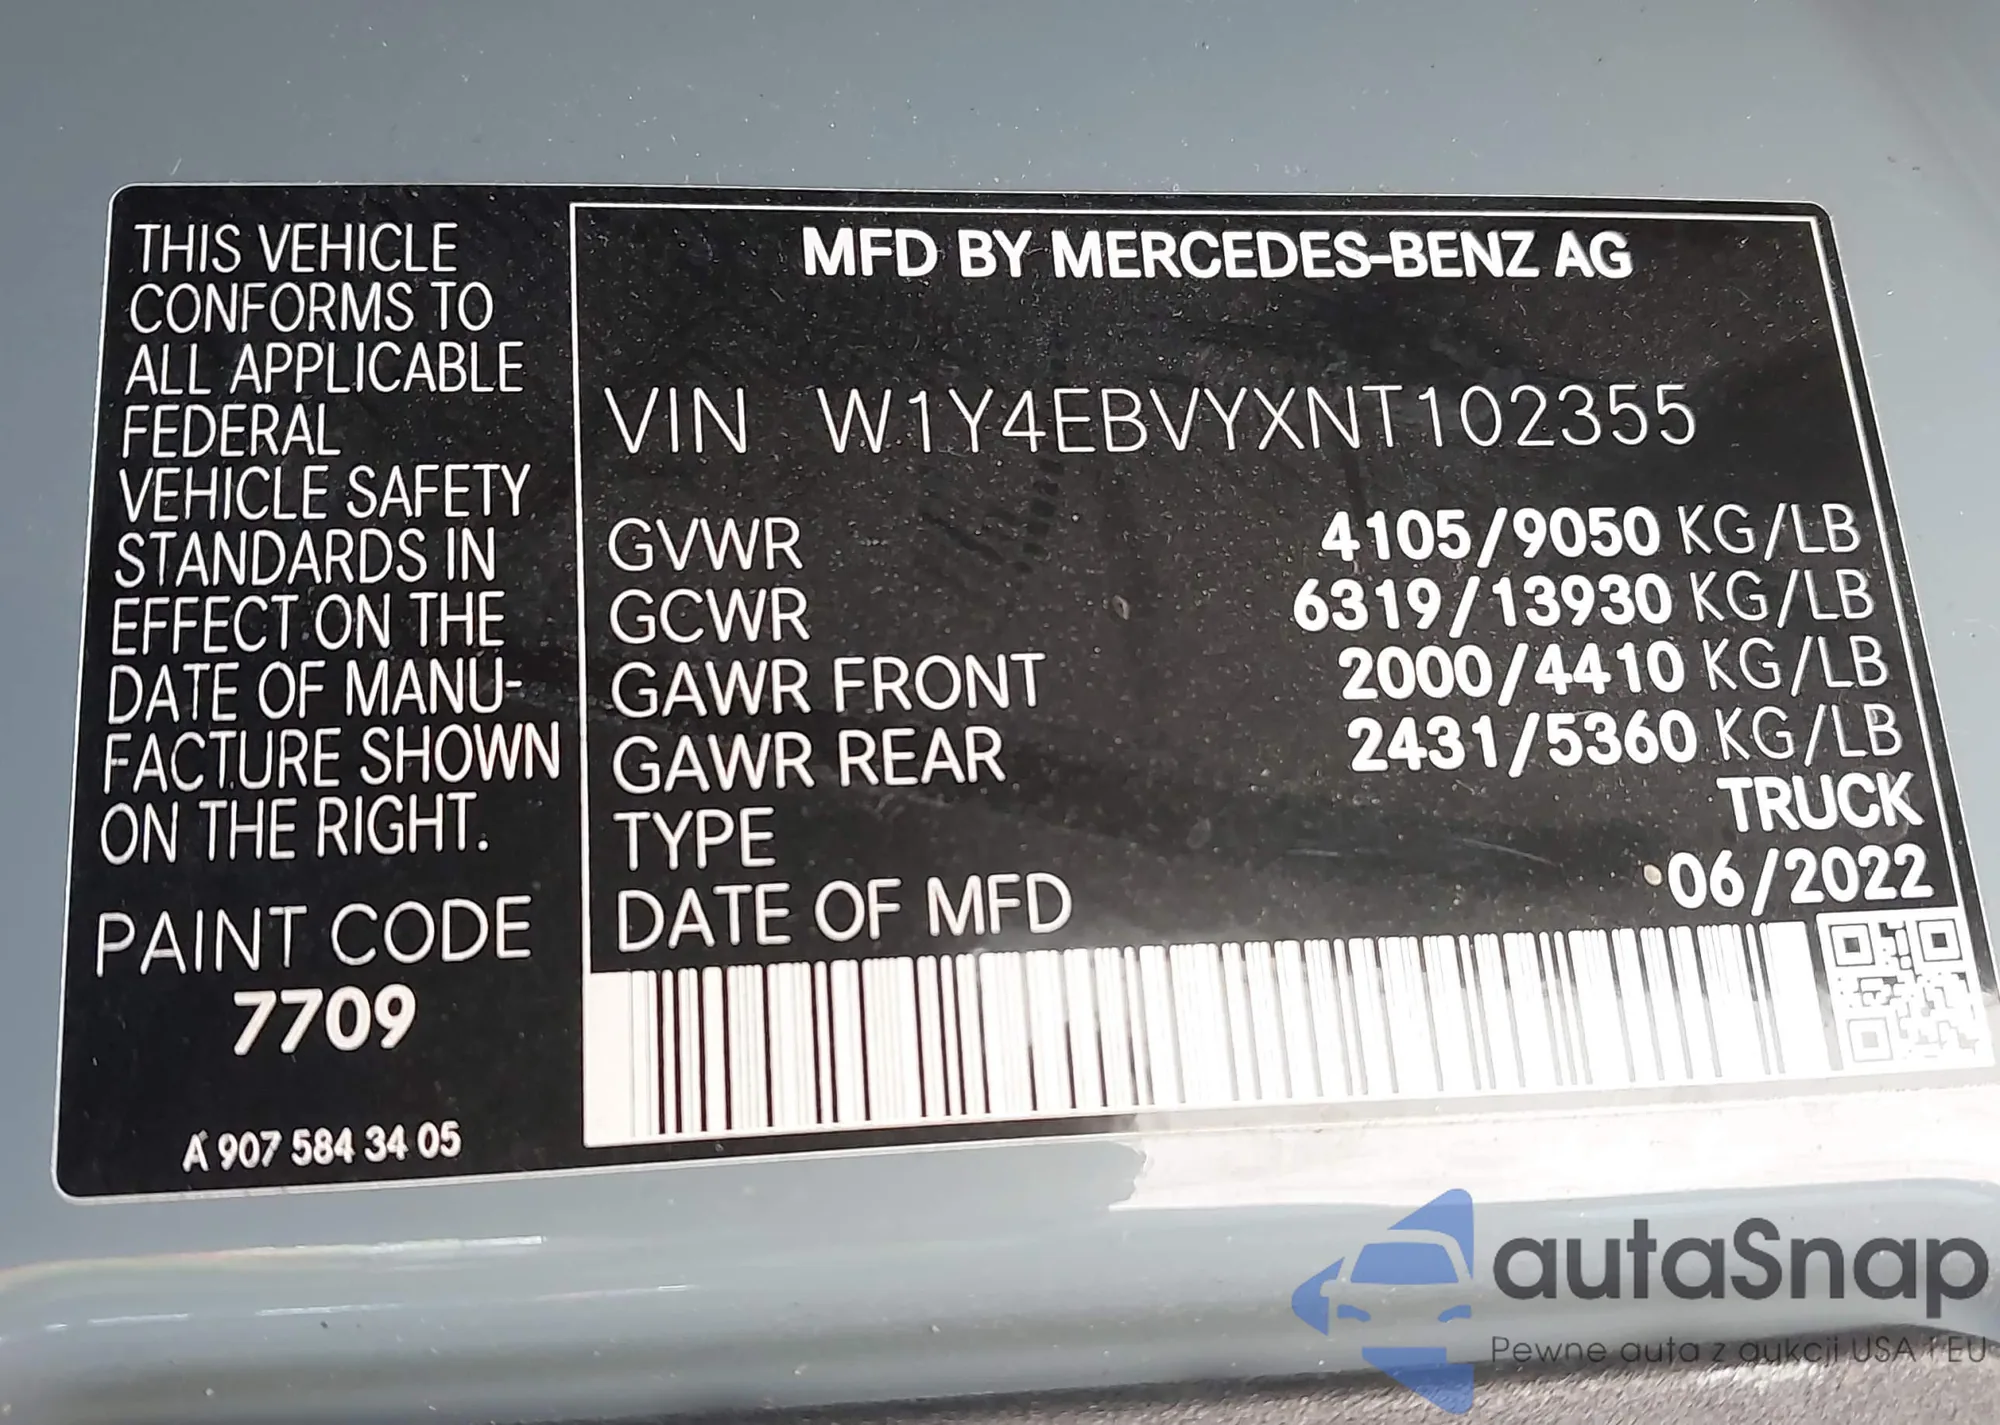 THIS VEHICLE
CONFORMS TO
ALL APPLICABLE
FEDERAL
VEHICLE SAFETY
STANDARDS IN
EFFECT ON THE
DATE OF MANU-
FACTURE SHOWN
ON THE RIGHT.
PAINT CODE
7709
A 907 584 34 05
MFD BY MERCEDES-BENZ AG
VIN W1Y4EBVYXNT102355
GVWR 4105/9050 KG/LB
GCWR 6319/13930 KG/LB
GAWR FRONT 2000/4410 KG/LB
GAWR REAR 2431/5360 KG/LB
TYPE TRUCK
DATE OF MFD 06/2022
autaSnap
Pewne auta z aukcji USA i EU